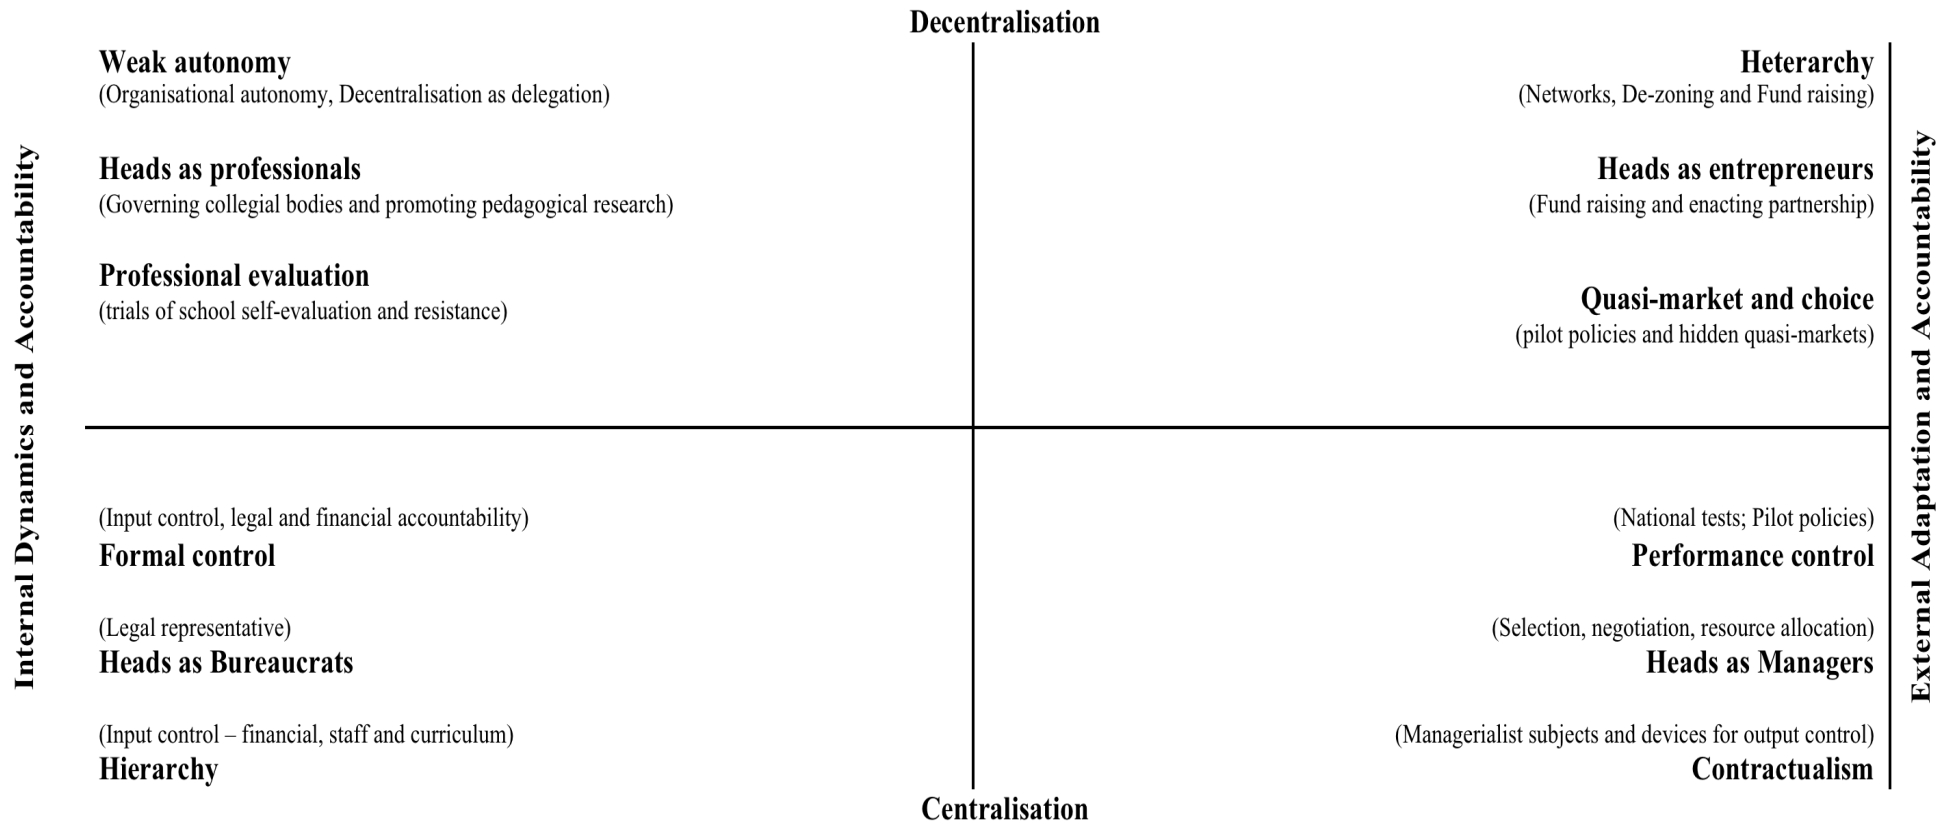 Decentralisation
Weak autonomy
(Organisational autonomy, Decentralisation as delegation)
Heads as professionals
(Governing collegial bodies and promoting pedagogical research)
Professional evaluation
(trials of school self-evaluation and resistance)
Heterarchy
(Networks, De-zoning and Fund raising)
Heads as entrepreneurs
(Fund raising and enacting partnership)
Quasi-market and choice
(pilot policies and hidden quasi-markets)
Internal Dynamics and Accountability
External Adaptation and Accountability
(Input control, legal and financial accountability)
Formal control
(Legal representative)
Heads as Bureaucrats
(Input control – financial, staff and curriculum)
Hierarchy
(National tests; Pilot policies)
Performance control
(Selection, negotiation, resource allocation)
Heads as Managers
(Managerialist subjects and devices for output control)
Contractualism
Centralisation